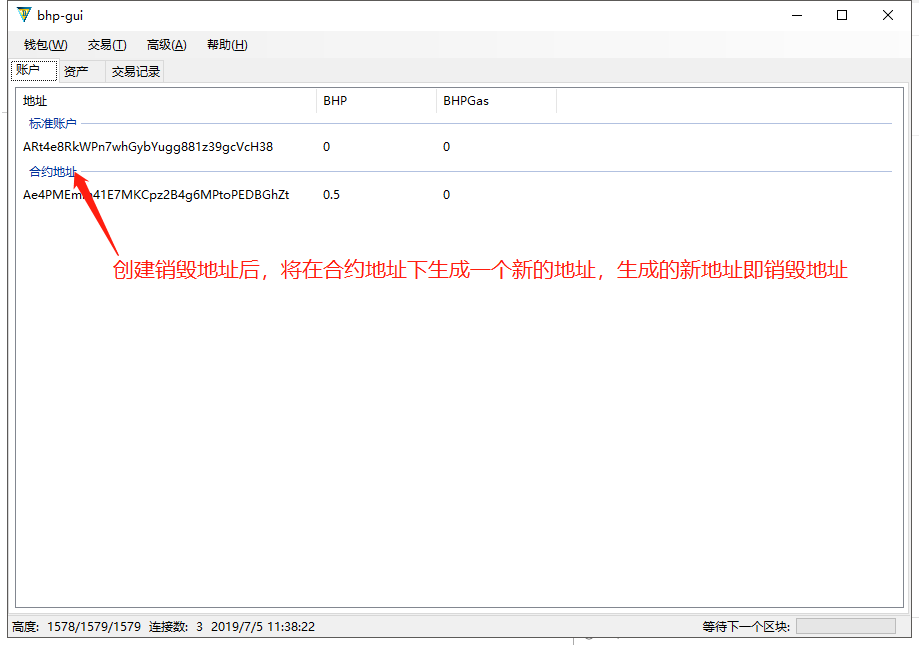 bhp-gui
钱包(W) 交易(T) 高级(A) 帮助(H)
账户 资产 交易记录
地址 BHP BHPGas
标准账户
ARt4e8RkWPn7whGybYugg881z39gcVcH38 0 0
合约地址
0.5 0
创建销毁地址后，将在合约地址下生成一个新的地址，生成的新地址即销毁地址
高度: 1578/1579/1579 连接数: 3 2019/7/5 11:38:22 等待下一个区块: